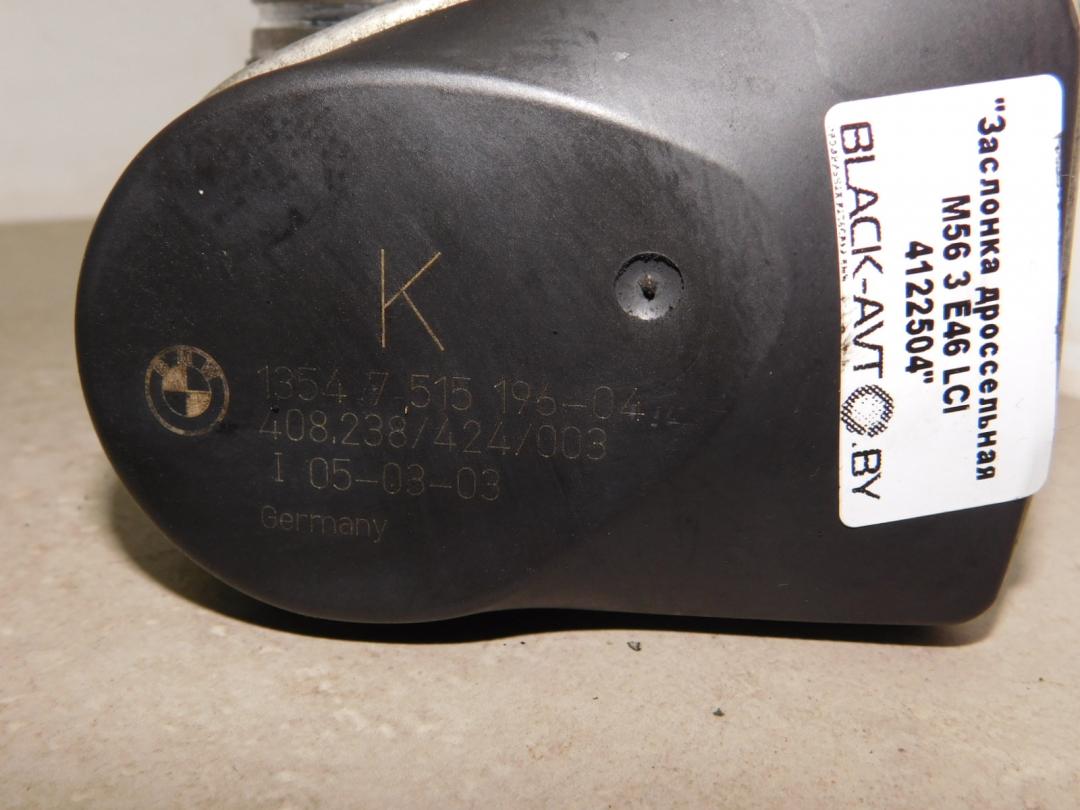 K
BMW
1354 7 515 196-04
408.238/424/003
I 05-03-03
Germany
"Заслонка дроссельная
M56 3 E46 LCI
4122504"
BLACK-AVTO.BY